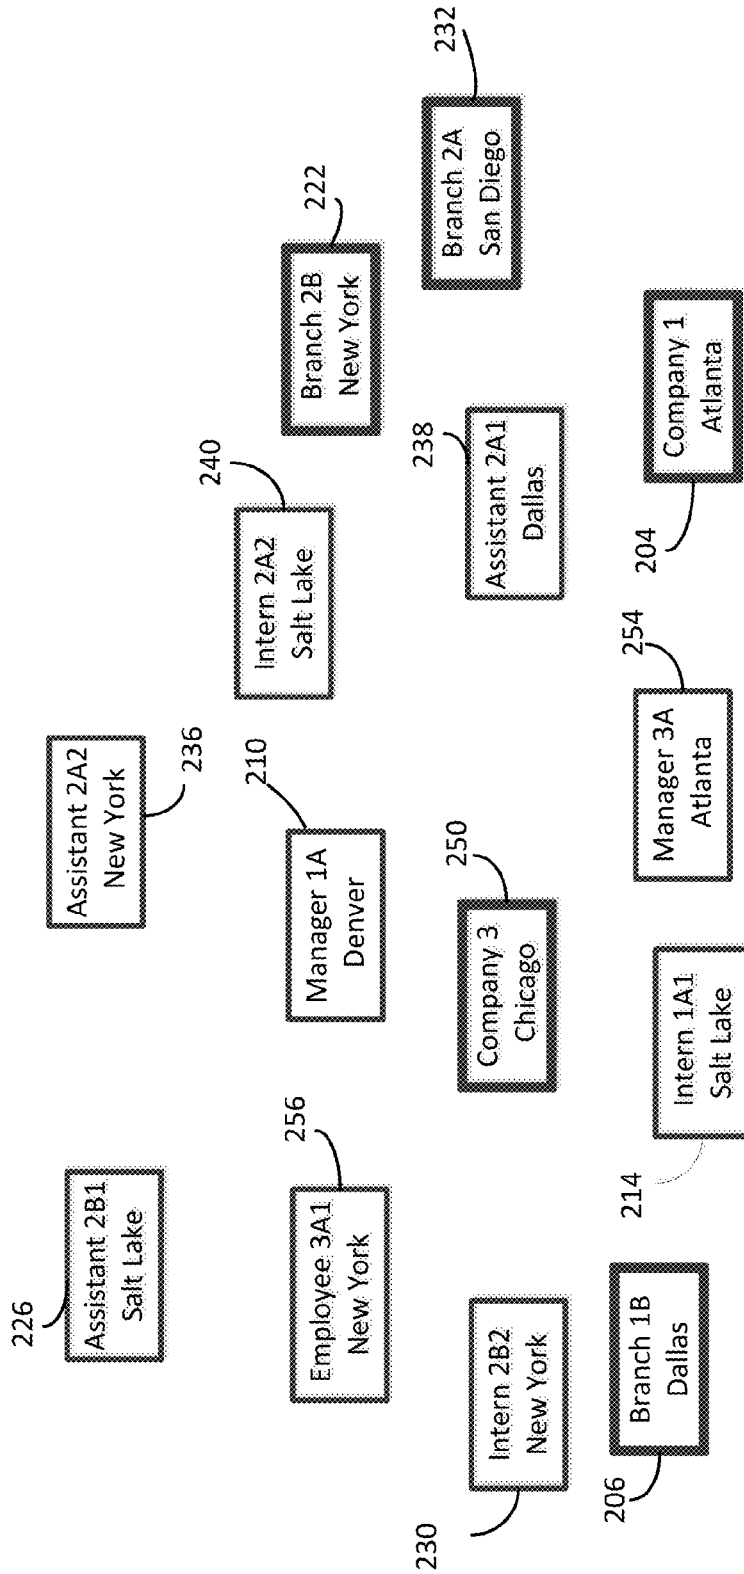 226
Assistant 2B1
Salt Lake
Assistant 2A2
New York
236
240
Intern 2A2
Salt Lake
222
Branch 2B
New York
256
Employee 3A1
New York
210
Manager 1A
Denver
232
Branch 2A
San Diego
230
Intern 2B2
New York
250
Company 3
Chicago
238
Assistant 2A1
Dallas
206
Branch 1B
Dallas
214
Intern 1A1
Salt Lake
254
Manager 3A
Atlanta
204
Company 1
Atlanta